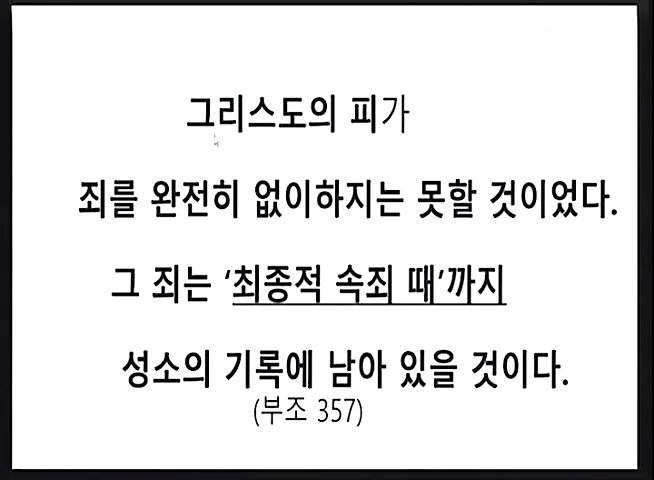 그리스도의 피가
죄를 완전히 없이하지는 못할 것이었다.
그 죄는 ‘최종적 속죄 때’까지
성소의 기록에 남아 있을 것이다.
(부조 357)